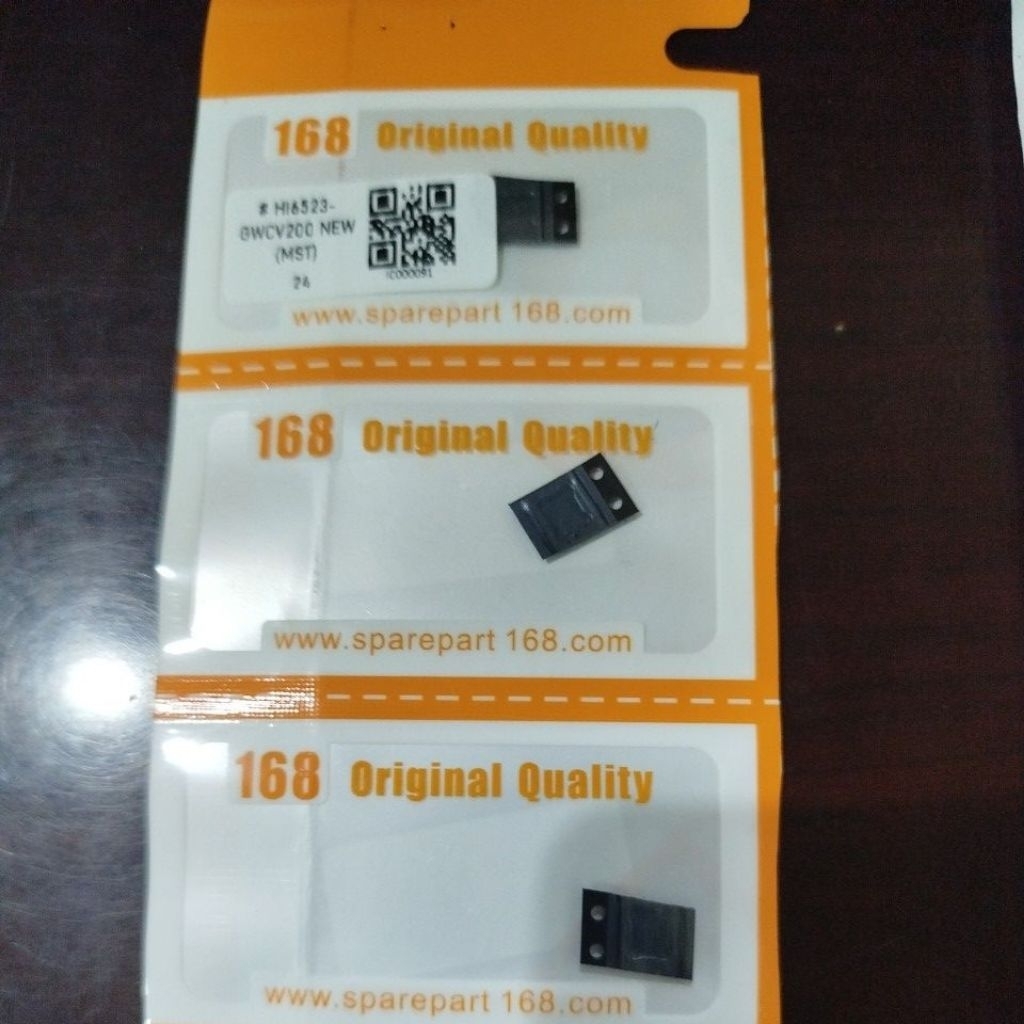 168 Original Quality
# HI6523-
GWCV200 NEW
(MST)
24
IC000091
www.sparepart 168.com
168 Original Quality
www.sparepart 168.com
168 Original Quality
www.sparepart 168.com